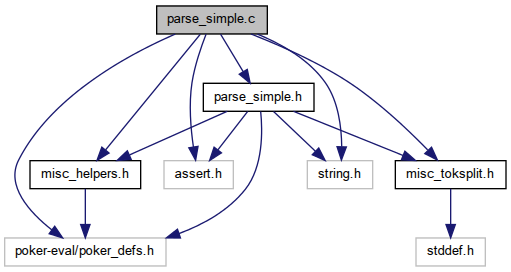 parse_simple.c
parse_simple.h
misc_helpers.h
assert.h
string.h
misc_toksplit.h
poker-eval/poker_defs.h
stddef.h